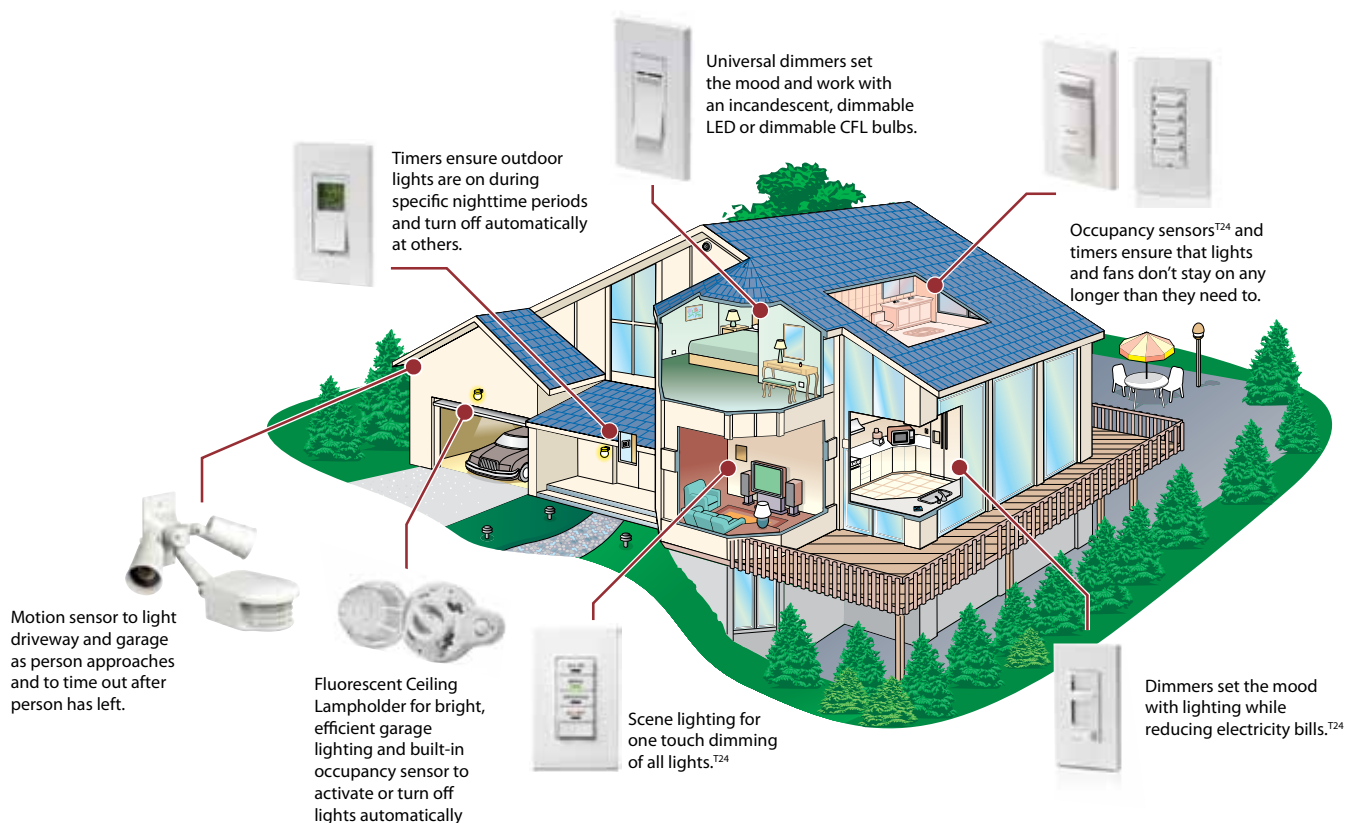 Universal dimmers set
the mood and work with
an incandescent, dimmable
LED or dimmable CFL bulbs.
Timers ensure outdoor
lights are on during
specific nighttime periods
and turn off automatically
at others.
Occupancy sensorsT24 and
timers ensure that lights
and fans don’t stay on any
longer than they need to.
Motion sensor to light
driveway and garage
as person approaches
and to time out after
person has left.
Fluorescent Ceiling
Lampholder for bright,
efficient garage
lighting and built-in
occupancy sensor to
activate or turn off
lights automatically
Scene lighting for
one touch dimming
of all lights.T24
Dimmers set the mood
with lighting while
reducing electricity bills.T24